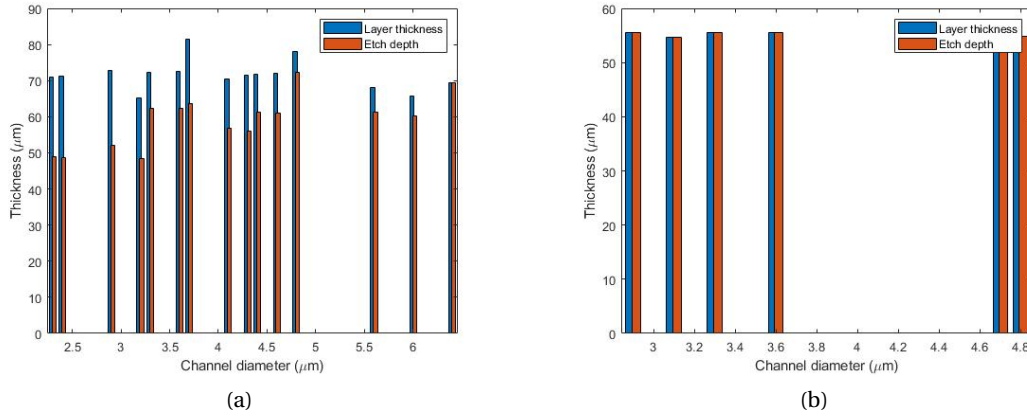 90
80
70
60
50
40
30
20
10
0
Thickness (μm)
Layer thickness
Etch depth
2.5 3 3.5 4 4.5 5 5.5 6
Channel diameter (μm)
(a)
60
50
40
30
20
10
0
Thickness (μm)
Layer thickness
Etch depth
3 3.2 3.4 3.6 3.8 4 4.2 4.4 4.6 4.8
Channel diameter (μm)
(b)